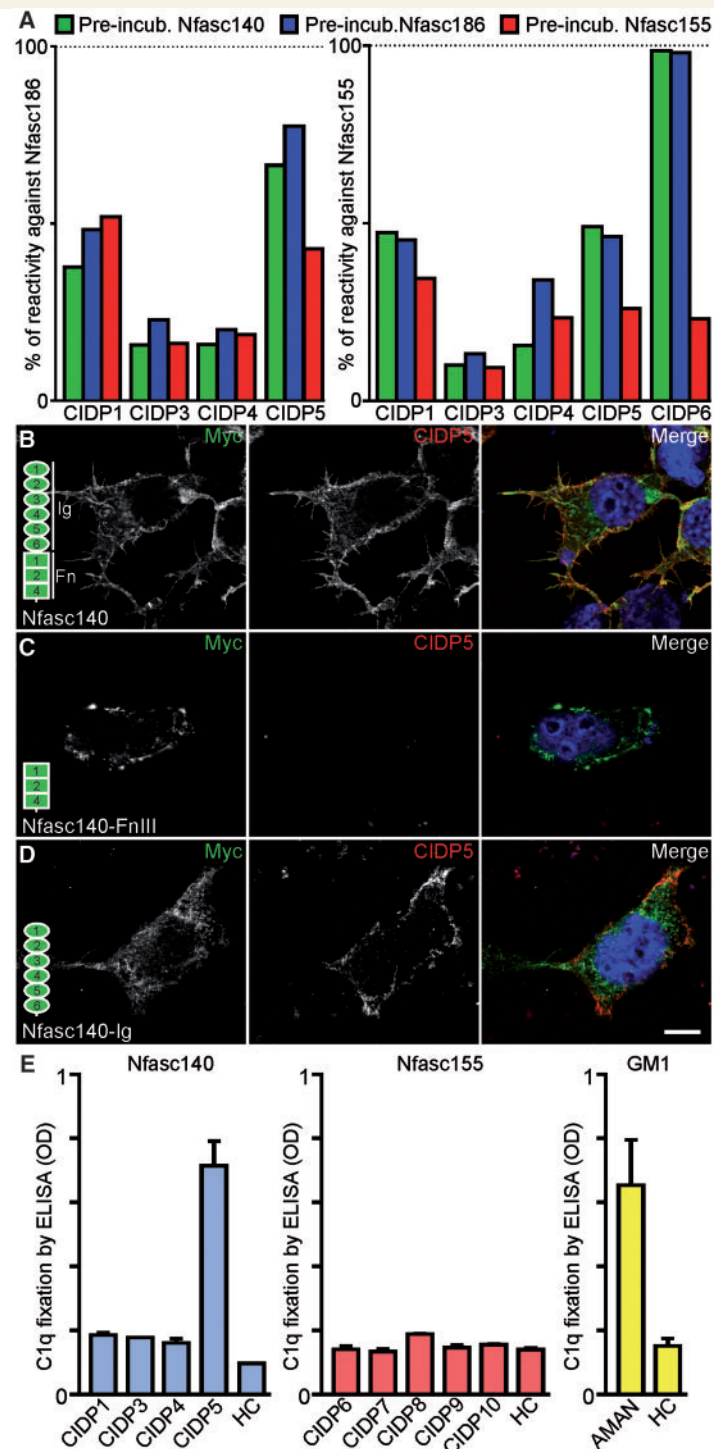 A Pre-incub. Nfasc140 Pre-incub.Nfasc186 Pre-incub. Nfasc155
100 100
% of reactivity against Nfasc186
% of reactivity against Nfasc155
0 0
CIDP1 CIDP3 CIDP4 CIDP5 CIDP1 CIDP3 CIDP4 CIDP5 CIDP6
B Myc CIDP5 Merge
1
2
3 Ig
4
5
6
1
2 Fn
4
Nfasc140
C Myc CIDP5 Merge
1
2
4
Nfasc140-FnIII
D Myc CIDP5 Merge
1
2
3
4
5
6
Nfasc140-Ig
E Nfasc140 Nfasc155 GM1
1 1 1
C1q fixation by ELISA (OD)
C1q fixation by ELISA (OD)
C1q fixation by ELISA (OD)
0 0 0
CIDP1 CIDP3 CIDP4 CIDP5 HC CIDP6 CIDP7 CIDP8 CIDP9 CIDP10 HC AMAN HC